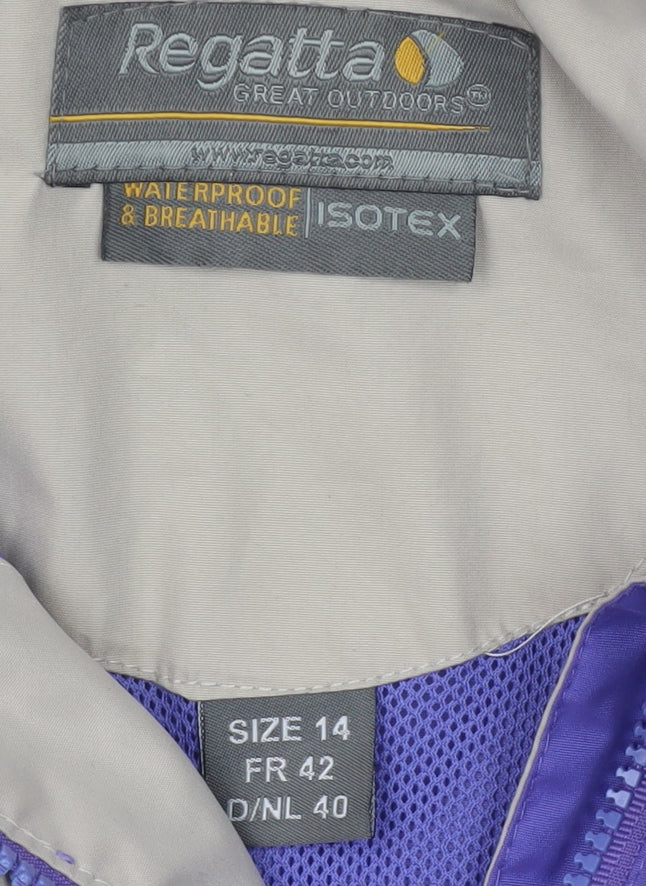 Regatta
GREAT OUTDOORS™
www.regatta.com
WATERPROOF
& BREATHABLE
ISOTEX
SIZE 14
FR 42
D/NL 40